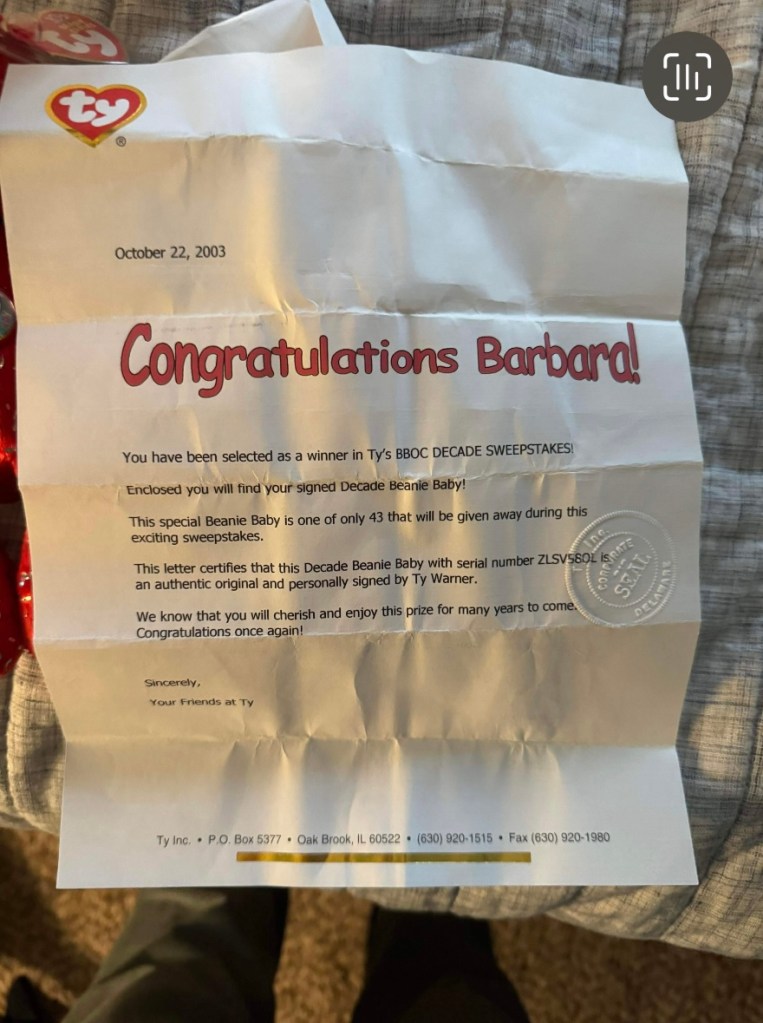 ty
®
October 22, 2003
Congratulations Barbara!
You have been selected as a winner in Ty's BBOC DECADE SWEEPSTAKES!
Enclosed you will find your signed Decade Beanie Baby!
This special Beanie Baby is one of only 43 that will be given away during this
exciting sweepstakes.
This letter certifies that this Decade Beanie Baby with serial number ZLSV58OL is
an authentic original and personally signed by Ty Warner.
We know that you will cherish and enjoy this prize for many years to come.
Congratulations once again!
Inc.
CORPORATE
SEAL
DELAWARE
Sincerely,
Your Friends at Ty
Ty Inc. • P.O. Box 5377 • Oak Brook, IL 60522 • (630) 920-1515 • Fax (630) 920-1980